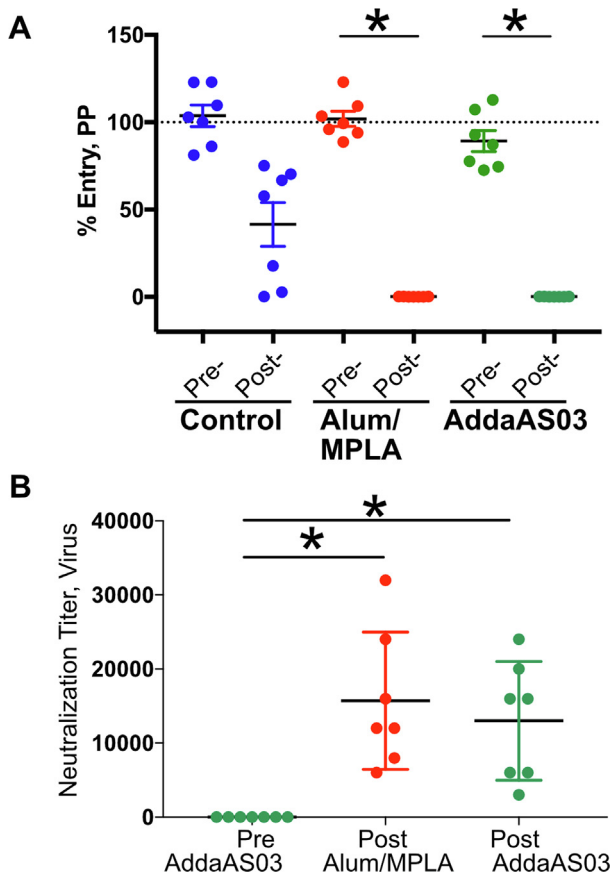 A
% Entry, PP
150
100
50
0
* *
Pre- Post- Pre- Post- Pre- Post-
Control Alum/ AddaAS03
MPLA
B
Neutralization Titer, Virus
40000
30000
20000
10000
0
*
*
Pre Post Post
AddaAS03 Alum/MPLA AddaAS03